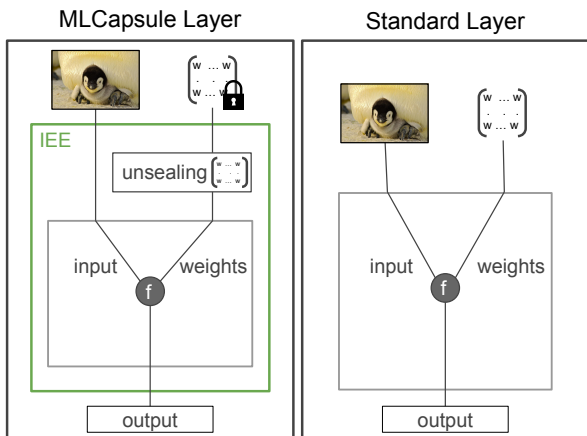 MLCapsule Layer
w ... w
. . .
w ... w
IEE
unsealing
w ... w
. . .
w ... w
input
weights
f
output
Standard Layer
w ... w
. . .
w ... w
input
weights
f
output